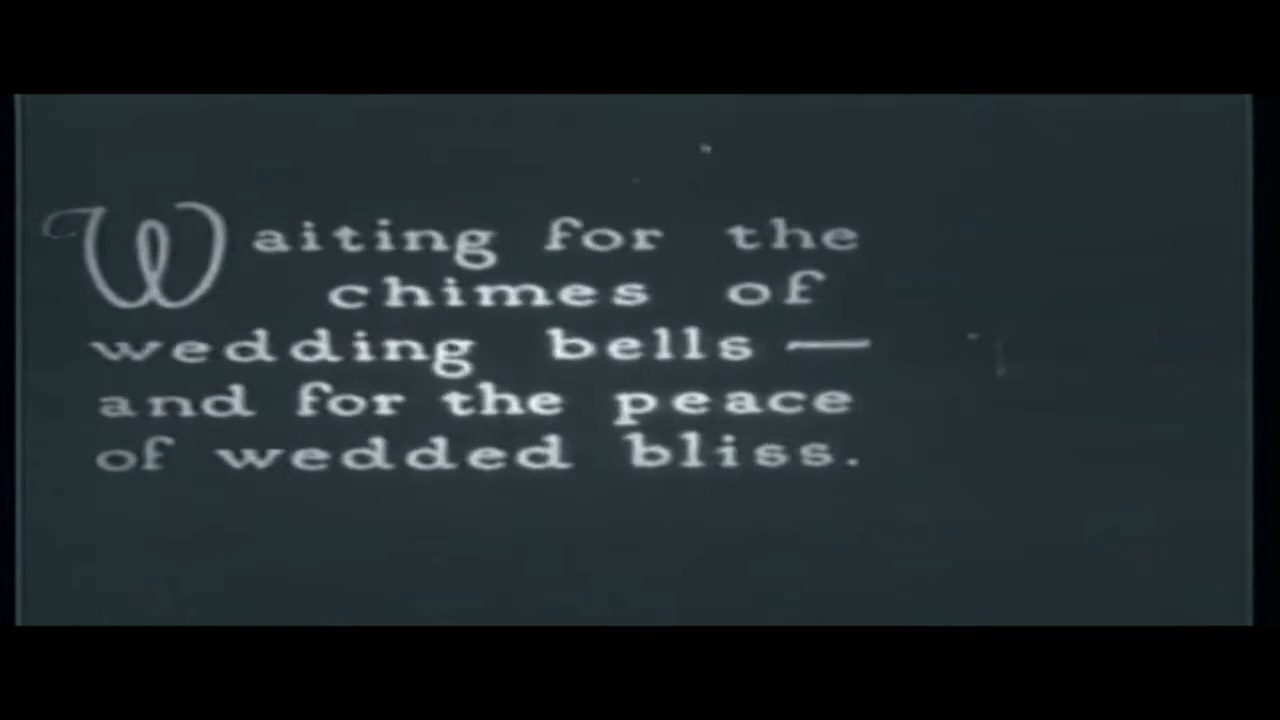 Waiting for the
chimes of
wedding bells —
and for the peace
of wedded bliss.